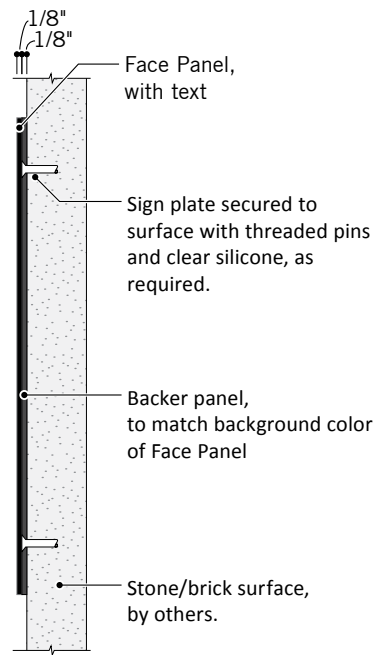 1/8"
1/8"
Face Panel,
with text
Sign plate secured to
surface with threaded pins
and clear silicone, as
required.
Backer panel,
to match background color
of Face Panel
Stone/brick surface,
by others.